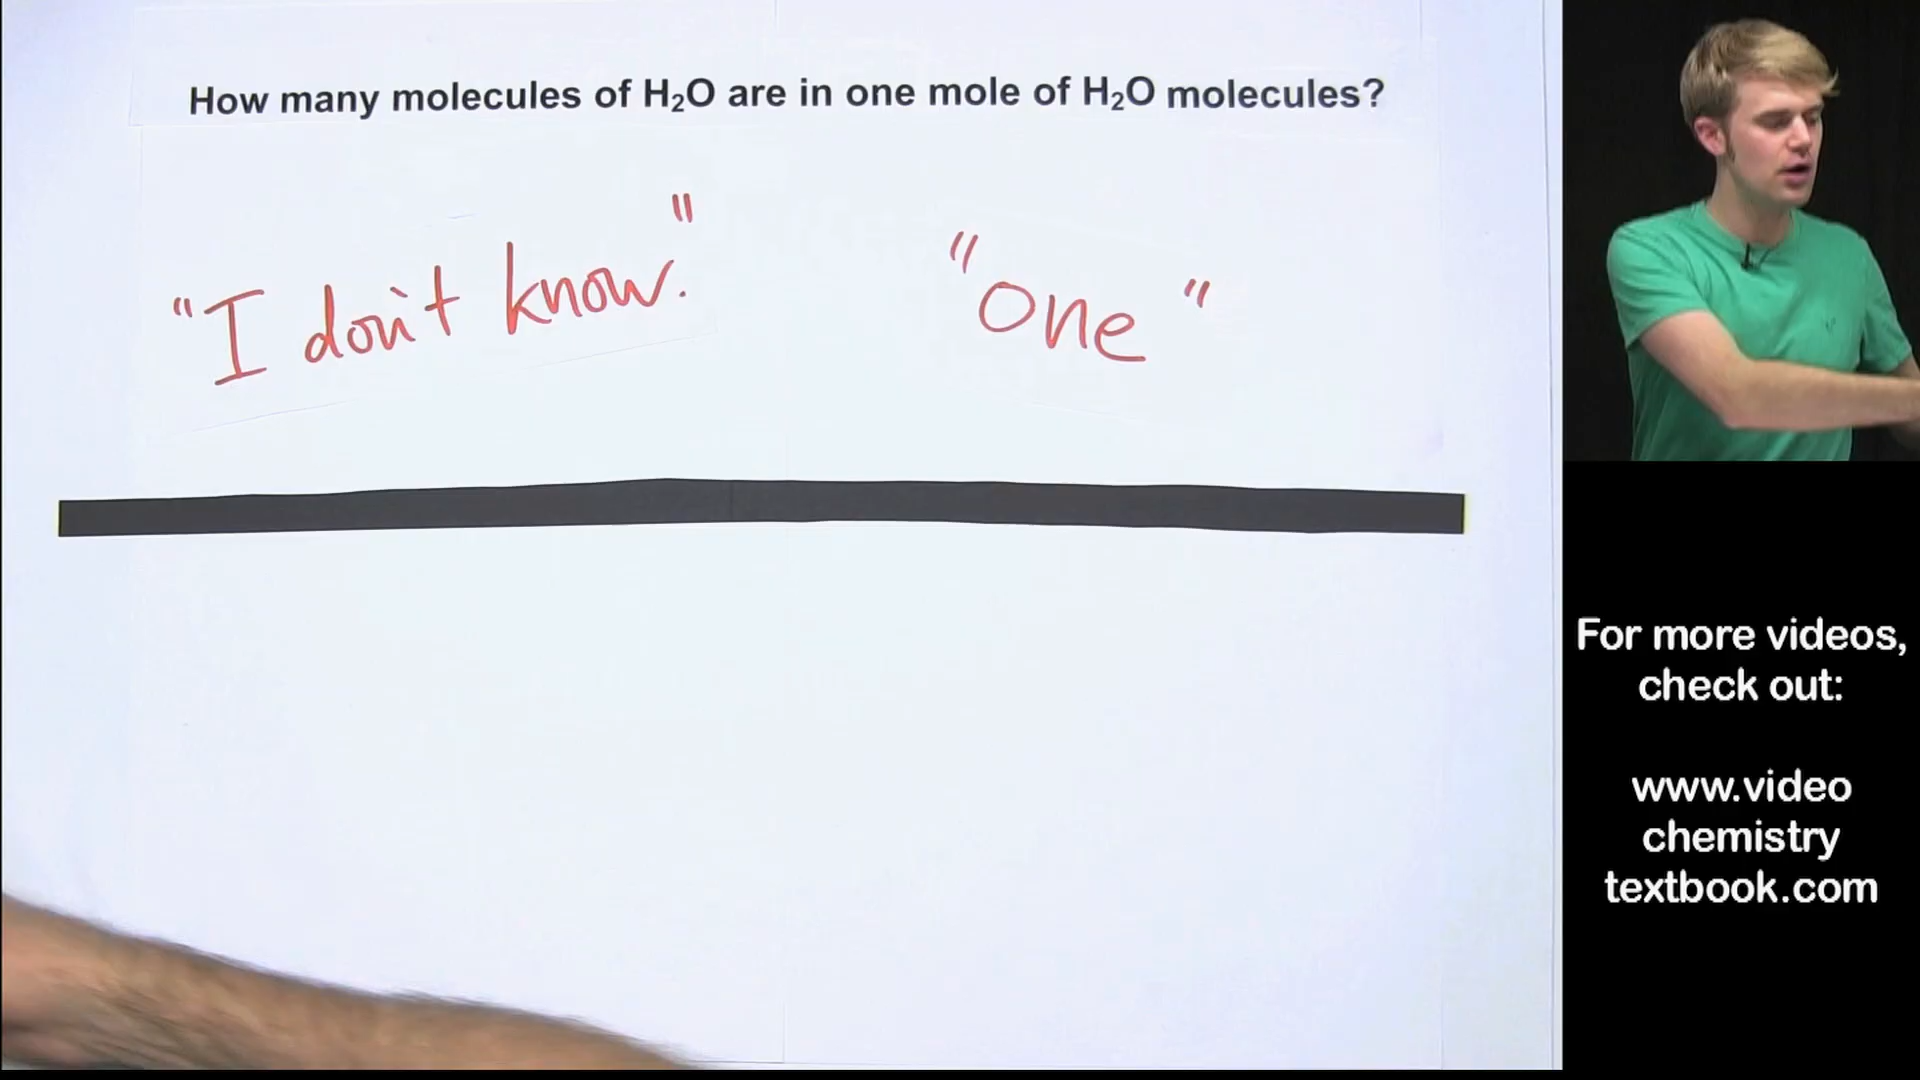 How many molecules of H₂O are in one mole of H₂O molecules?
"I don't know."
"One"
For more videos,
check out:
www.video
chemistry
textbook.com